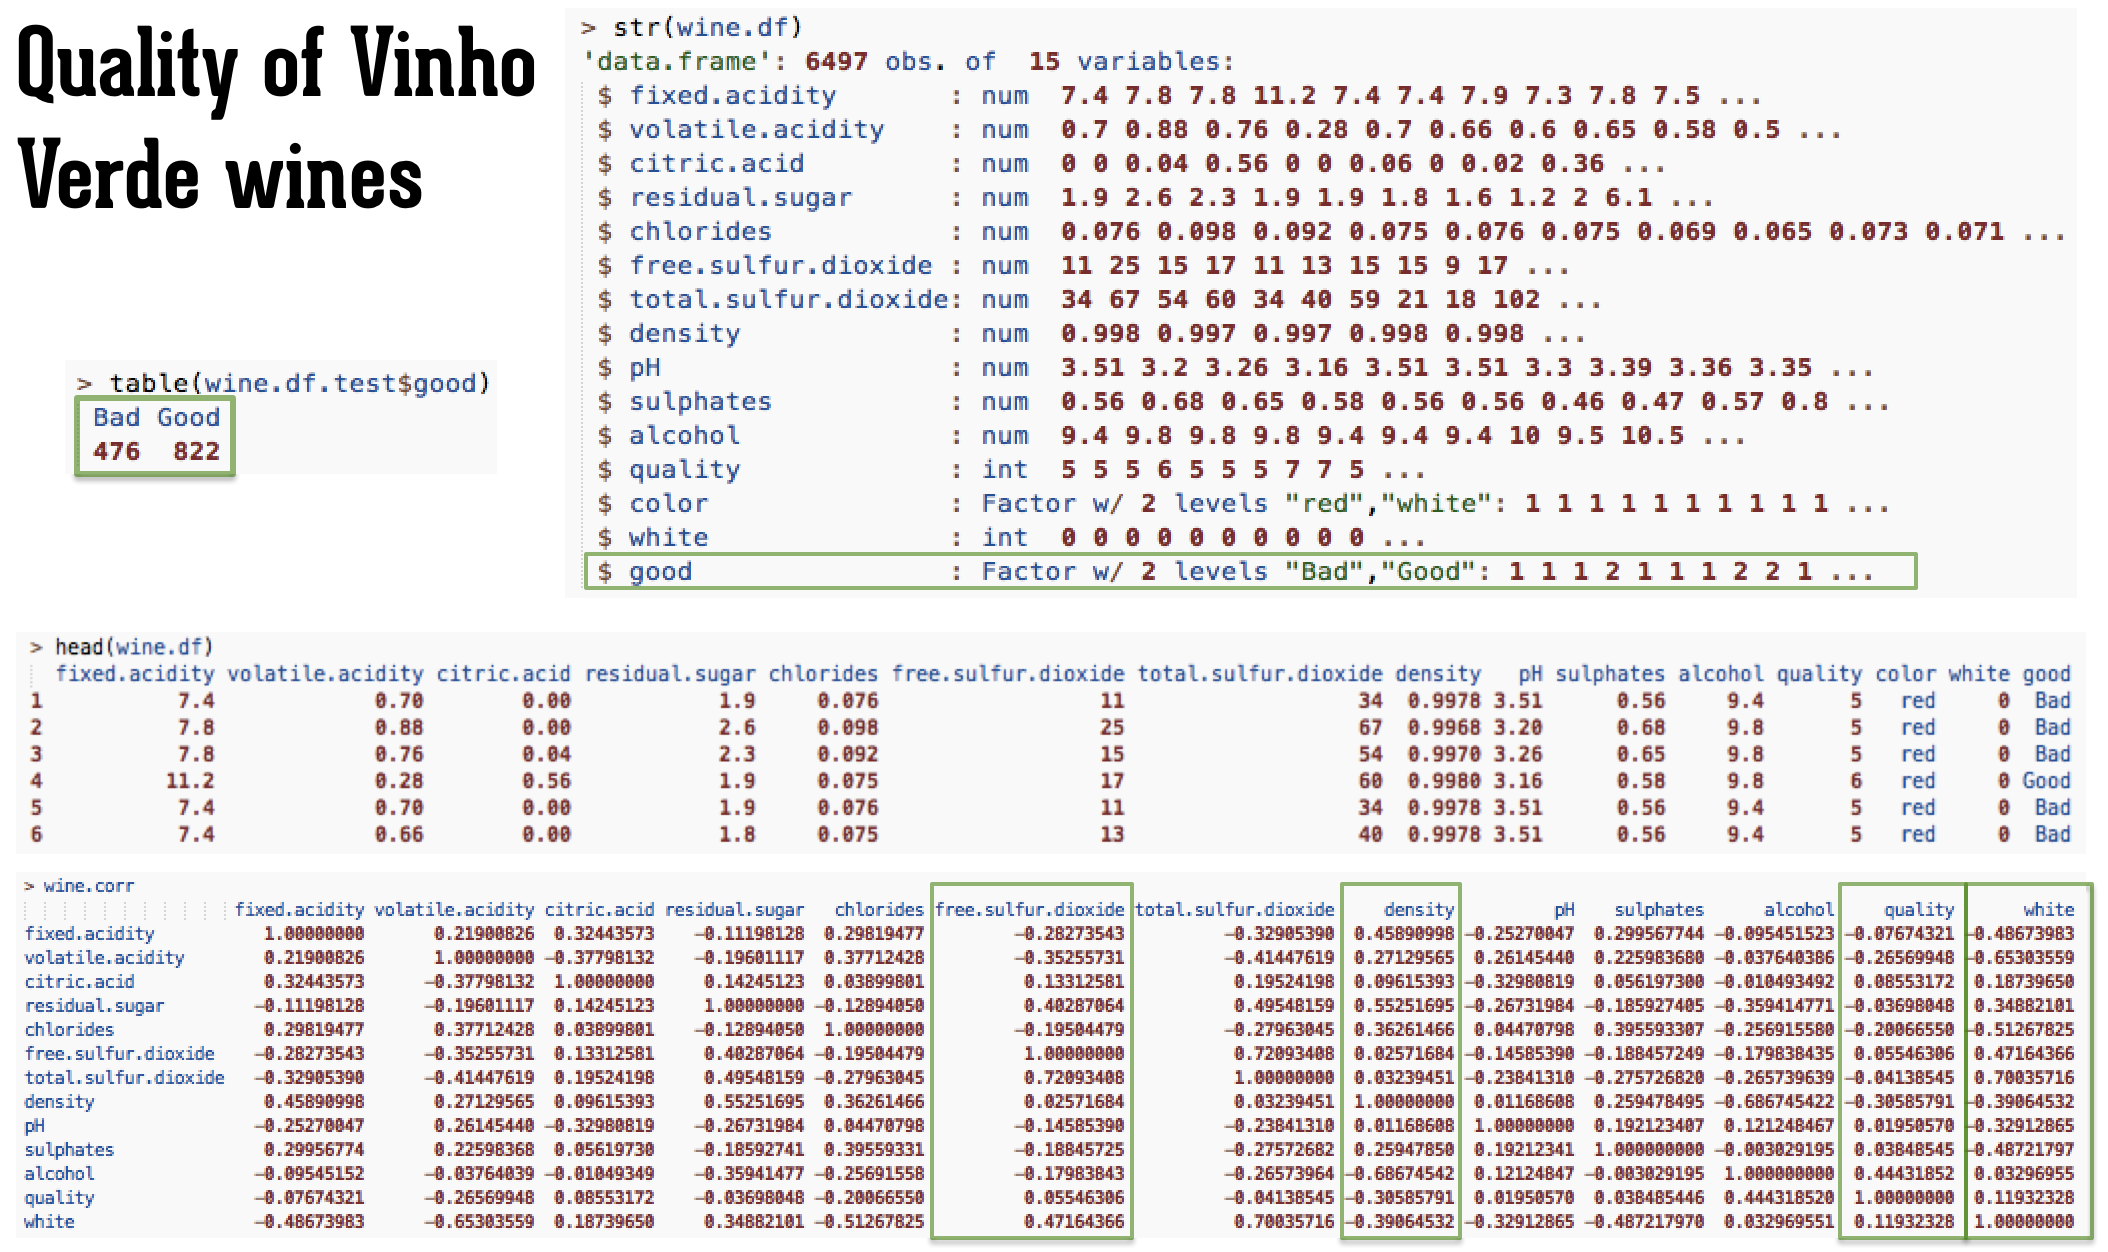 Quality of Vinho
Verde wines
> table(wine.df.test$good)
Bad Good
476 822
> str(wine.df)
'data.frame': 6497 obs. of 15 variables:
$ fixed.acidity : num 7.4 7.8 7.8 11.2 7.4 7.4 7.9 7.3 7.8 7.5 ...
$ volatile.acidity : num 0.7 0.88 0.76 0.28 0.7 0.66 0.6 0.65 0.58 0.5 ...
$ citric.acid : num 0 0 0.04 0.56 0 0 0.06 0 0.02 0.36 ...
$ residual.sugar : num 1.9 2.6 2.3 1.9 1.9 1.8 1.6 1.2 2 6.1 ...
$ chlorides : num 0.076 0.098 0.092 0.075 0.076 0.075 0.069 0.065 0.073 0.071 ...
$ free.sulfur.dioxide : num 11 25 15 17 11 13 15 15 9 17 ...
$ total.sulfur.dioxide: num 34 67 54 60 34 40 59 21 18 102 ...
$ density : num 0.998 0.997 0.997 0.998 0.998 ...
$ pH : num 3.51 3.2 3.26 3.16 3.51 3.51 3.3 3.39 3.36 3.35 ...
$ sulphates : num 0.56 0.68 0.65 0.58 0.56 0.56 0.46 0.47 0.57 0.8 ...
$ alcohol : num 9.4 9.8 9.8 9.8 9.4 9.4 9.4 10 9.5 10.5 ...
$ quality : int 5 5 5 6 5 5 5 7 7 5 ...
$ color : Factor w/ 2 levels "red","white": 1 1 1 1 1 1 1 1 1 1 ...
$ white : int 0 0 0 0 0 0 0 0 0 0 ...
$ good : Factor w/ 2 levels "Bad","Good": 1 1 1 2 1 1 1 2 2 1 ...
> head(wine.df)
fixed.acidity volatile.acidity citric.acid residual.sugar chlorides free.sulfur.dioxide total.sulfur.dioxide density pH sulphates alcohol quality color white good
1 7.4 0.70 0.00 1.9 0.076 11 34 0.9978 3.51 0.56 9.4 5 red 0 Bad
2 7.8 0.88 0.00 2.6 0.098 25 67 0.9968 3.20 0.68 9.8 5 red 0 Bad
3 7.8 0.76 0.04 2.3 0.092 15 54 0.9970 3.26 0.65 9.8 5 red 0 Bad
4 11.2 0.28 0.56 1.9 0.075 17 60 0.9980 3.16 0.58 9.8 6 red 0 Good
5 7.4 0.70 0.00 1.9 0.076 11 34 0.9978 3.51 0.56 9.4 5 red 0 Bad
6 7.4 0.66 0.00 1.8 0.075 13 40 0.9978 3.51 0.56 9.4 5 red 0 Bad
> wine.corr
fixed.acidity volatile.acidity citric.acid residual.sugar chlorides free.sulfur.dioxide total.sulfur.dioxide density pH sulphates alcohol quality white
fixed.acidity 1.00000000 0.21900826 0.32443573 −0.11198128 0.29819477 −0.28273543 −0.32905390 0.45890998 −0.25270047 0.299567744 −0.095451523 −0.07674321 −0.48673983
volatile.acidity 0.21900826 1.00000000 −0.37798132 −0.19601117 0.37712428 −0.35255731 −0.41447619 0.27129565 0.26145440 0.225983680 −0.037640386 −0.26569948 −0.65303559
citric.acid 0.32443573 −0.37798132 1.00000000 0.14245123 0.03899801 0.13312581 0.19524198 0.09615393 −0.32980819 0.056197300 −0.010493492 0.08553172 0.18739650
residual.sugar −0.11198128 −0.19601117 0.14245123 1.00000000 −0.12894050 0.40287064 0.49548159 0.55251695 −0.26731984 −0.185927405 −0.359414771 −0.03698048 0.34882101
chlorides 0.29819477 0.37712428 0.03899801 −0.12894050 1.00000000 −0.19504479 −0.27963045 0.36261466 0.04470798 0.395593307 −0.256915580 −0.20066550 −0.51267825
free.sulfur.dioxide −0.28273543 −0.35255731 0.13312581 0.40287064 −0.19504479 1.00000000 0.72093408 0.02571684 −0.14585390 −0.188457249 −0.179838435 0.05546306 0.47164366
total.sulfur.dioxide −0.32905390 −0.41447619 0.19524198 0.49548159 −0.27963045 0.72093408 1.00000000 0.03239451 −0.23841310 −0.275726820 −0.265739639 −0.04138545 0.70035716
density 0.45890998 0.27129565 0.09615393 0.55251695 0.36261466 0.02571684 0.03239451 1.00000000 0.01168608 0.259478495 −0.686745422 −0.30585791 −0.39064532
pH −0.25270047 0.26145440 −0.32980819 −0.26731984 0.04470798 −0.14585390 −0.23841310 0.01168608 1.00000000 0.192123407 0.121248467 0.01950570 −0.32912865
sulphates 0.29956774 0.22598368 0.05619730 −0.18592741 0.39559331 −0.18845725 −0.27572682 0.25947850 0.19212341 1.000000000 −0.003029195 0.03848545 −0.48721797
alcohol −0.09545152 −0.03764039 −0.01049349 −0.35941477 −0.25691558 −0.17983843 −0.26573964 −0.68674542 0.12124847 −0.003029195 1.000000000 0.44431852 0.03296955
quality −0.07674321 −0.26569948 0.08553172 −0.03698048 −0.20066550 0.05546306 −0.04138545 −0.30585791 0.01950570 0.038485446 0.444318520 1.00000000 0.11932328
white −0.48673983 −0.65303559 0.18739650 0.34882101 −0.51267825 0.47164366 0.70035716 −0.39064532 −0.32912865 −0.487217970 0.032969551 0.11932328 1.00000000